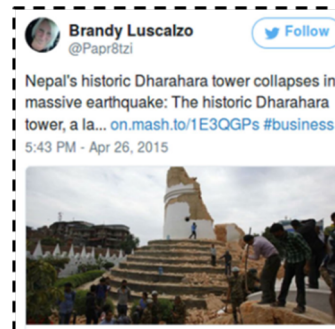 Brandy Luscalzo
@Papr8tzi
Follow
Nepal's historic Dharahara tower collapses in
massive earthquake: The historic Dharahara
tower, a la... on.mash.to/1E3QGPs #business
5:43 PM - Apr 26, 2015